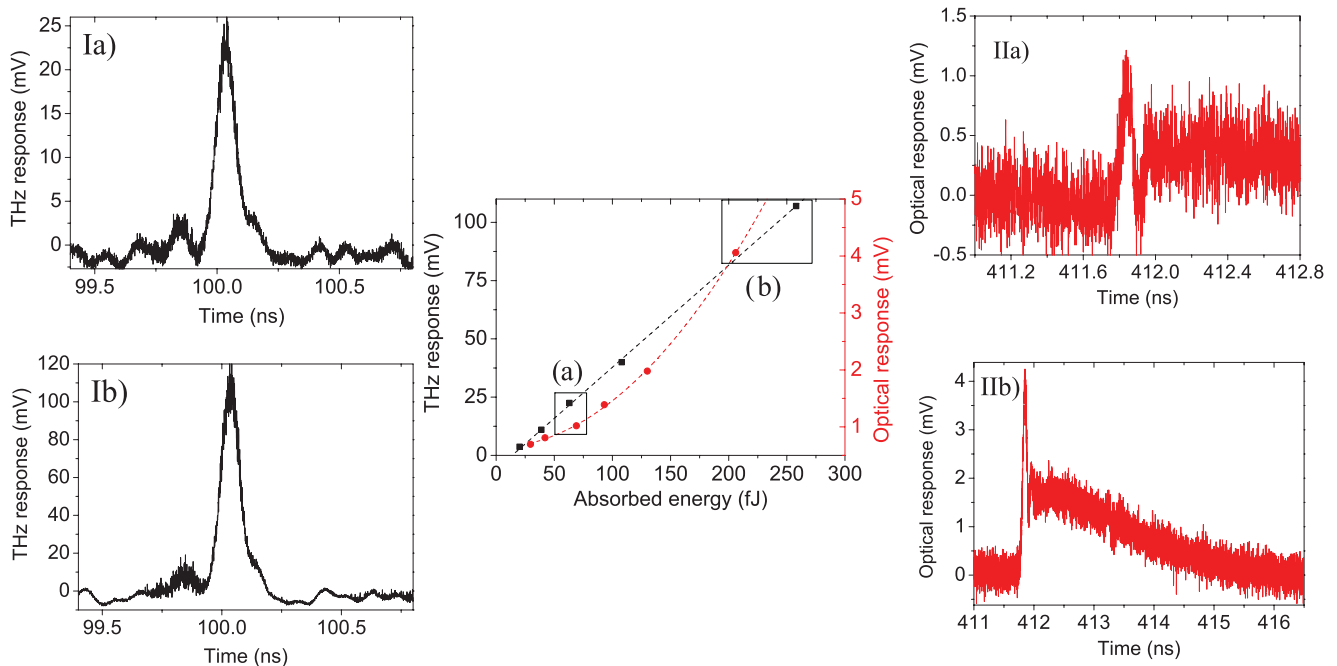 Ia)
THz response (mV)
25
20
15
10
5
0
99.5 100.0 100.5
Time (ns)
Ib)
THz response (mV)
120
100
80
60
40
20
0
99.5 100.0 100.5
Time (ns)
THz response (mV)
100
75
50
25
0
(a)
(b)
0 50 100 150 200 250 300
Absorbed energy (fJ)
5
4
3
2
1
Optical response (mV)
IIa)
Optical response (mV)
1.5
1.0
0.5
0.0
-0.5
411.2 411.6 412.0 412.4 412.8
Time (ns)
IIb)
Optical response (mV)
4
3
2
1
0
411 412 413 414 415 416
Time (ns)